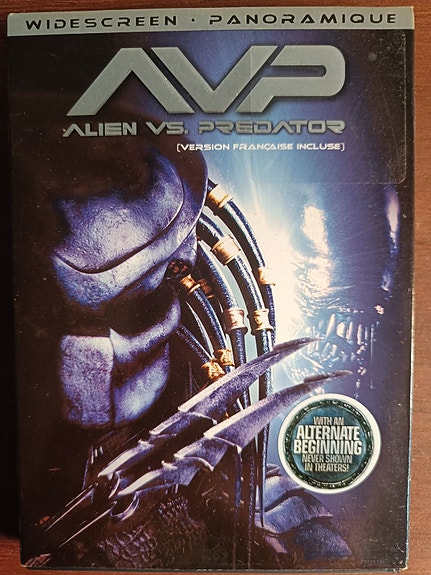 WIDESCREEN · PANORAMIQUE
AVP
ALIEN VS. PREDATOR
[VERSION FRANÇAISE INCLUSE]
WITH AN
ALTERNATE
BEGINNING
NEVER SHOWN
IN THEATERS!